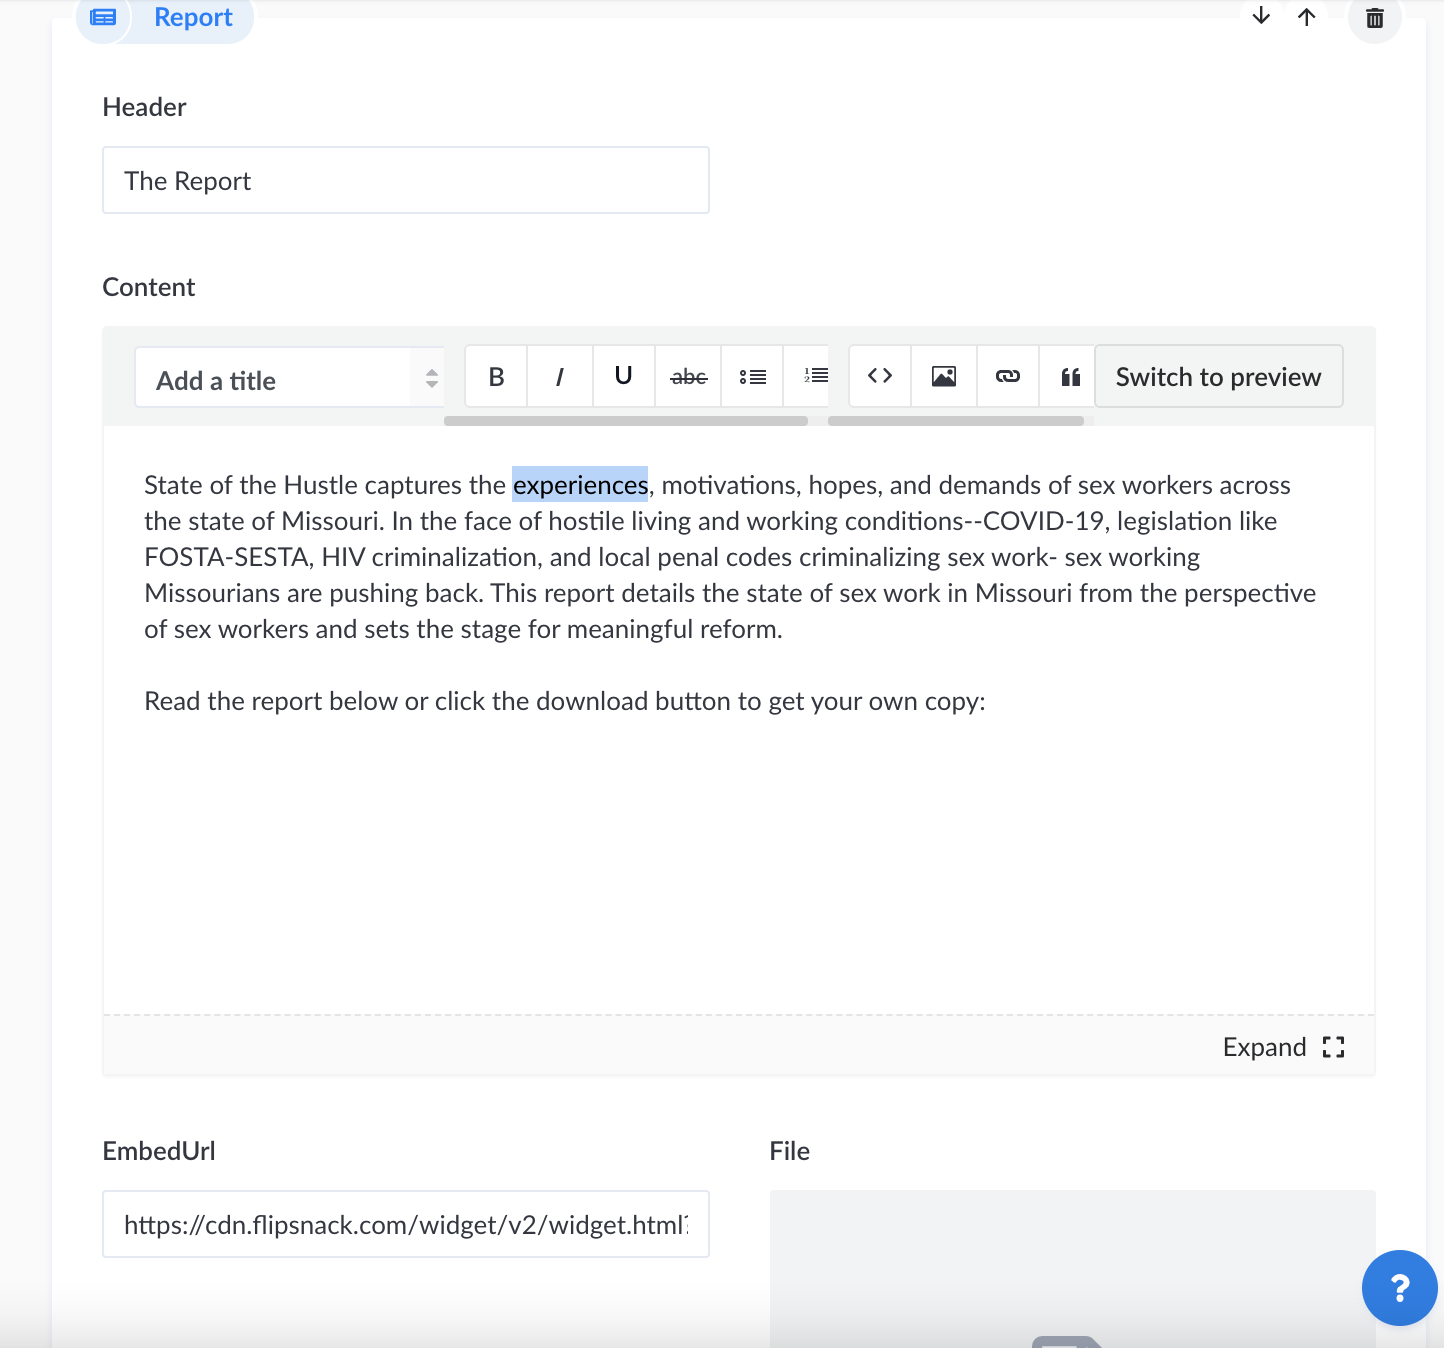 Report
Header
The Report
Content
Add a title
B I U abc Switch to preview
State of the Hustle captures the experiences, motivations, hopes, and demands of sex workers across
the state of Missouri. In the face of hostile living and working conditions--COVID-19, legislation like
FOSTA-SESTA, HIV criminalization, and local penal codes criminalizing sex work- sex working
Missourians are pushing back. This report details the state of sex work in Missouri from the perspective
of sex workers and sets the stage for meaningful reform.
Read the report below or click the download button to get your own copy:
Expand
EmbedUrl
File
https://cdn.flipsnack.com/widget/v2/widget.html?
?